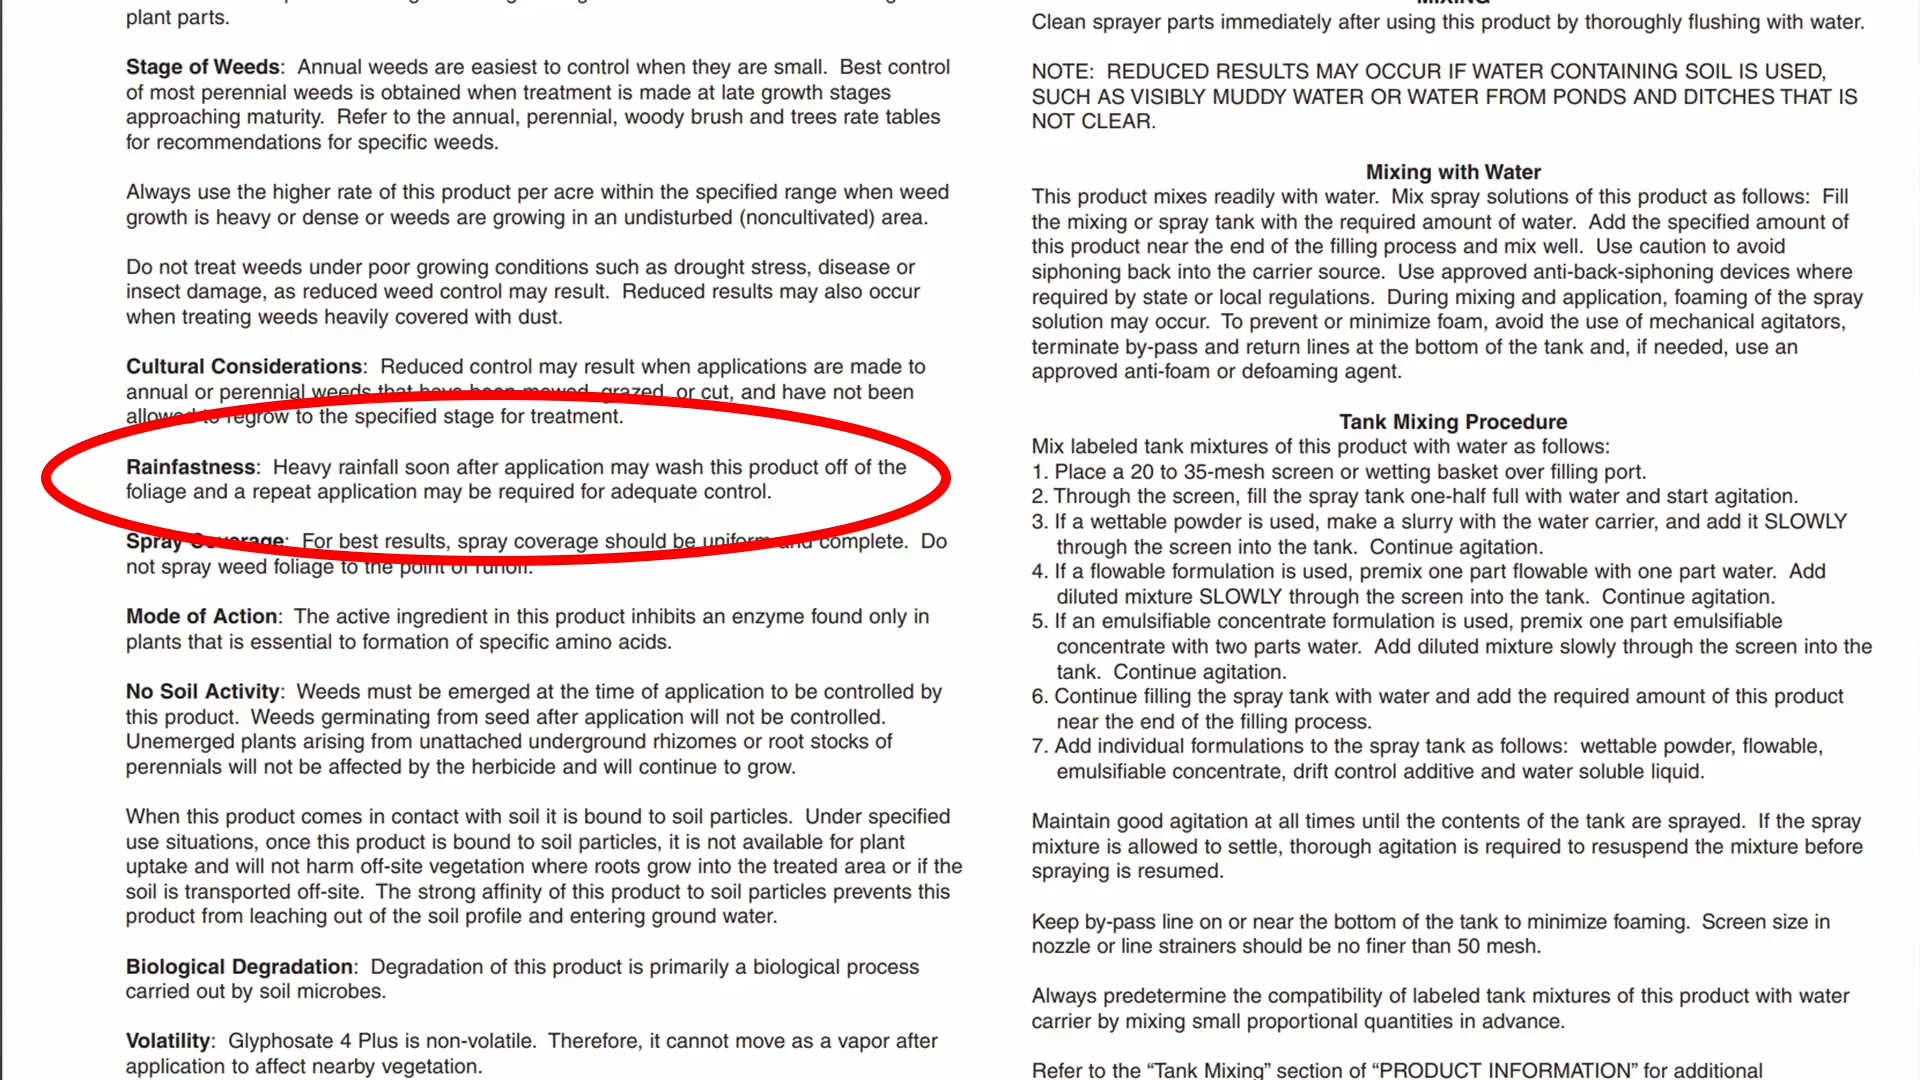 plant parts.
Stage of Weeds:  Annual weeds are easiest to control when they are small.  Best control
of most perennial weeds is obtained when treatment is made at late growth stages
approaching maturity.  Refer to the annual, perennial, woody brush and trees rate tables
for recommendations for specific weeds.
Always use the higher rate of this product per acre within the specified range when weed
growth is heavy or dense or weeds are growing in an undisturbed (noncultivated) area.
Do not treat weeds under poor growing conditions such as drought stress, disease or
insect damage, as reduced weed control may result.  Reduced results may also occur
when treating weeds heavily covered with dust.
Cultural Considerations:  Reduced control may result when applications are made to
annual or perennial weeds that have been mowed, grazed, or cut, and have not been
allowed to regrow to the specified stage for treatment.
Rainfastness:  Heavy rainfall soon after application may wash this product off of the
foliage and a repeat application may be required for adequate control.
Spray Coverage:  For best results, spray coverage should be uniform and complete.  Do
not spray weed foliage to the point of runoff.
Mode of Action:  The active ingredient in this product inhibits an enzyme found only in
plants that is essential to formation of specific amino acids.
No Soil Activity:  Weeds must be emerged at the time of application to be controlled by
this product.  Weeds germinating from seed after application will not be controlled.
Unemerged plants arising from unattached underground rhizomes or root stocks of
perennials will not be affected by the herbicide and will continue to grow.
When this product comes in contact with soil it is bound to soil particles.  Under specified
use situations, once this product is bound to soil particles, it is not available for plant
uptake and will not harm off-site vegetation where roots grow into the treated area or if the
soil is transported off-site.  The strong affinity of this product to soil particles prevents this
product from leaching out of the soil profile and entering ground water.
Biological Degradation:  Degradation of this product is primarily a biological process
carried out by soil microbes.
Volatility:  Glyphosate 4 Plus is non-volatile.  Therefore, it cannot move as a vapor after
application to affect nearby vegetation.
MIXING
Clean sprayer parts immediately after using this product by thoroughly flushing with water.
NOTE:  REDUCED RESULTS MAY OCCUR IF WATER CONTAINING SOIL IS USED,
SUCH AS VISIBLY MUDDY WATER OR WATER FROM PONDS AND DITCHES THAT IS
NOT CLEAR.
Mixing with Water
This product mixes readily with water.  Mix spray solutions of this product as follows:  Fill
the mixing or spray tank with the required amount of water.  Add the specified amount of
this product near the end of the filling process and mix well.  Use caution to avoid
siphoning back into the carrier source.  Use approved anti-back-siphoning devices where
required by state or local regulations.  During mixing and application, foaming of the spray
solution may occur.  To prevent or minimize foam, avoid the use of mechanical agitators,
terminate by-pass and return lines at the bottom of the tank and, if needed, use an
approved anti-foam or defoaming agent.
Tank Mixing Procedure
Mix labeled tank mixtures of this product with water as follows:
1. Place a 20 to 35-mesh screen or wetting basket over filling port.
2. Through the screen, fill the spray tank one-half full with water and start agitation.
3. If a wettable powder is used, make a slurry with the water carrier, and add it SLOWLY
through the screen into the tank.  Continue agitation.
4. If a flowable formulation is used, premix one part flowable with one part water.  Add
diluted mixture SLOWLY through the screen into the tank.  Continue agitation.
5. If an emulsifiable concentrate formulation is used, premix one part emulsifiable
concentrate with two parts water.  Add diluted mixture slowly through the screen into the
tank.  Continue agitation.
6. Continue filling the spray tank with water and add the required amount of this product
near the end of the filling process.
7. Add individual formulations to the spray tank as follows:  wettable powder, flowable,
emulsifiable concentrate, drift control additive and water soluble liquid.
Maintain good agitation at all times until the contents of the tank are sprayed.  If the spray
mixture is allowed to settle, thorough agitation is required to resuspend the mixture before
spraying is resumed.
Keep by-pass line on or near the bottom of the tank to minimize foaming.  Screen size in
nozzle or line strainers should be no finer than 50 mesh.
Always predetermine the compatibility of labeled tank mixtures of this product with water
carrier by mixing small proportional quantities in advance.
Refer to the “Tank Mixing” section of “PRODUCT INFORMATION” for additional